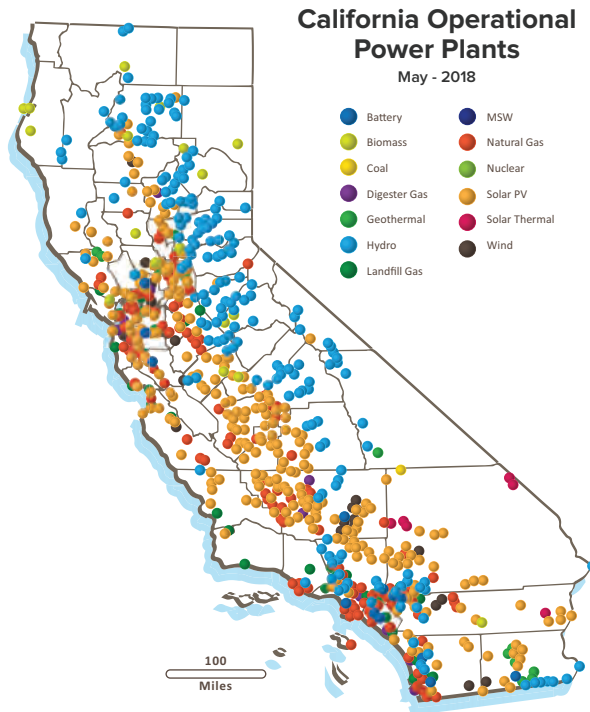 California Operational
Power Plants
May - 2018
Battery
Biomass
Coal
Digester Gas
Geothermal
Hydro
Landfill Gas
MSW
Natural Gas
Nuclear
Solar PV
Solar Thermal
Wind
100
Miles